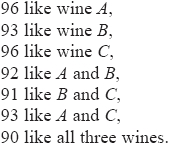 96 like wine A,
93 like wine B,
96 like wine C,
92 like A and B,
91 like B and C,
93 like A and C,
90 like all three wines.